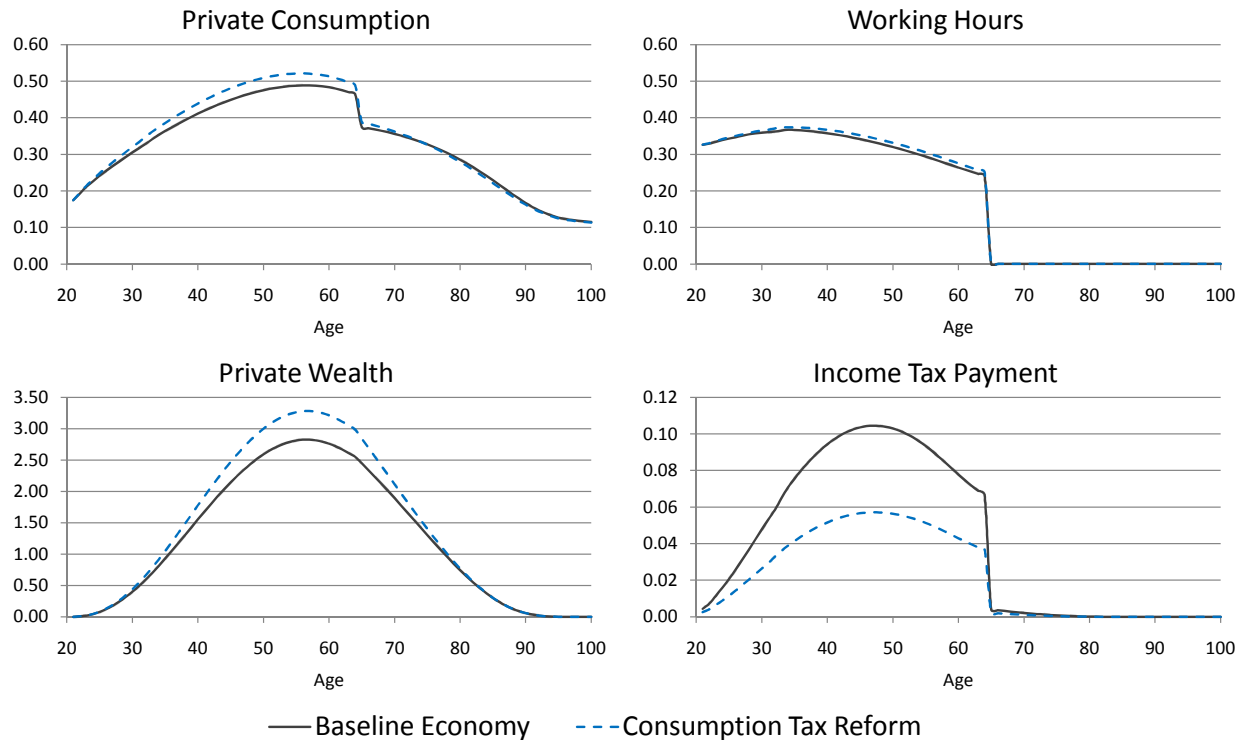 Private Consumption
0.60
0.50
0.40
0.30
0.20
0.10
0.00
20 30 40 50 60 70 80 90 100
Age
Working Hours
0.60
0.50
0.40
0.30
0.20
0.10
0.00
20 30 40 50 60 70 80 90 100
Age
Private Wealth
3.50
3.00
2.50
2.00
1.50
1.00
0.50
0.00
20 30 40 50 60 70 80 90 100
Age
Income Tax Payment
0.12
0.10
0.08
0.06
0.04
0.02
0.00
20 30 40 50 60 70 80 90 100
Age
Baseline Economy Consumption Tax Reform